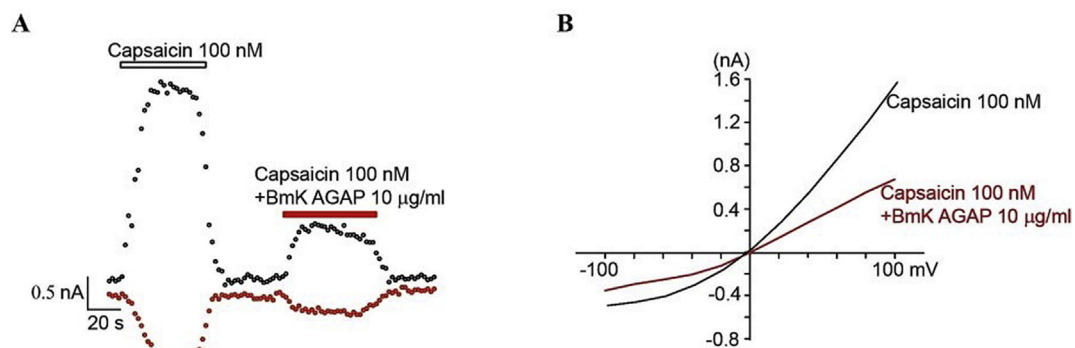 A
Capsaicin 100 nM
Capsaicin 100 nM
+BmK AGAP 10 μg/ml
0.5 nA
20 s
B
(nA)
1.6
1.2
0.8
0.4
-100
100 mV
-0.4
-0.8
Capsaicin 100 nM
Capsaicin 100 nM
+BmK AGAP 10 μg/ml